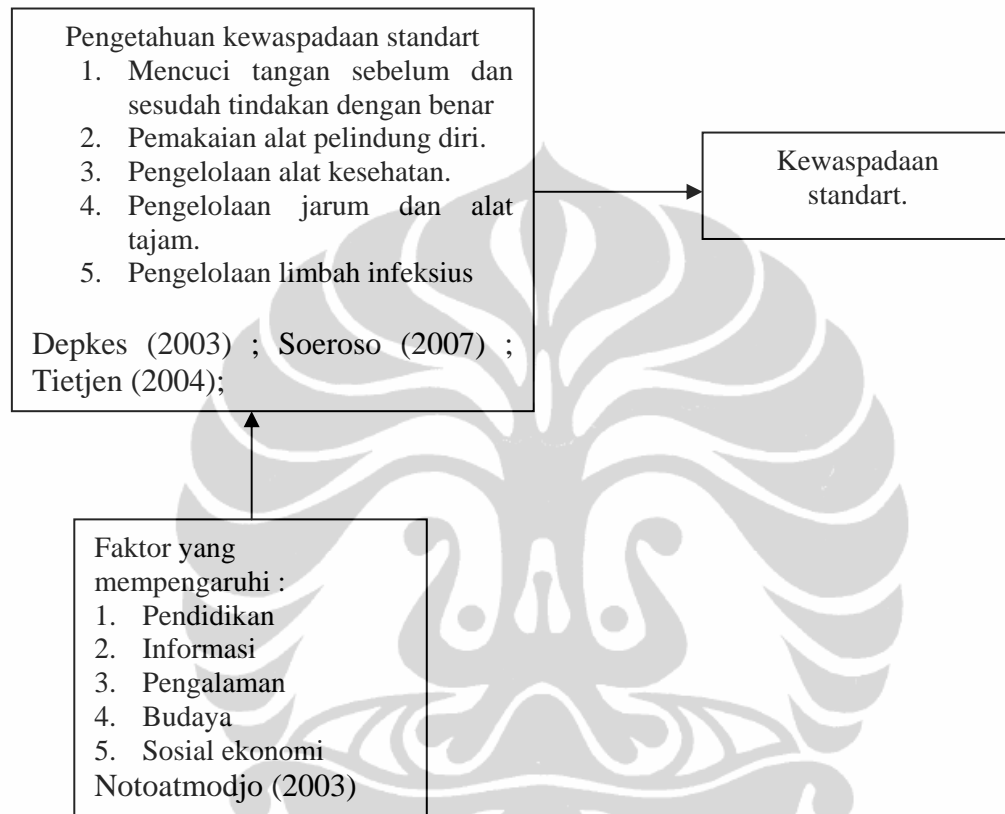 Pengetahuan kewaspadaan standart
1. Mencuci tangan sebelum dan
sesudah tindakan dengan benar
2. Pemakaian alat pelindung diri.
3. Pengelolaan alat kesehatan.
4. Pengelolaan jarum dan alat
tajam.
5. Pengelolaan limbah infeksius
Depkes (2003) ; Soeroso (2007) ;
Tietjen (2004);
Kewaspadaan
standart.
Faktor yang
mempengaruhi :
1. Pendidikan
2. Informasi
3. Pengalaman
4. Budaya
5. Sosial ekonomi
Notoatmodjo (2003)